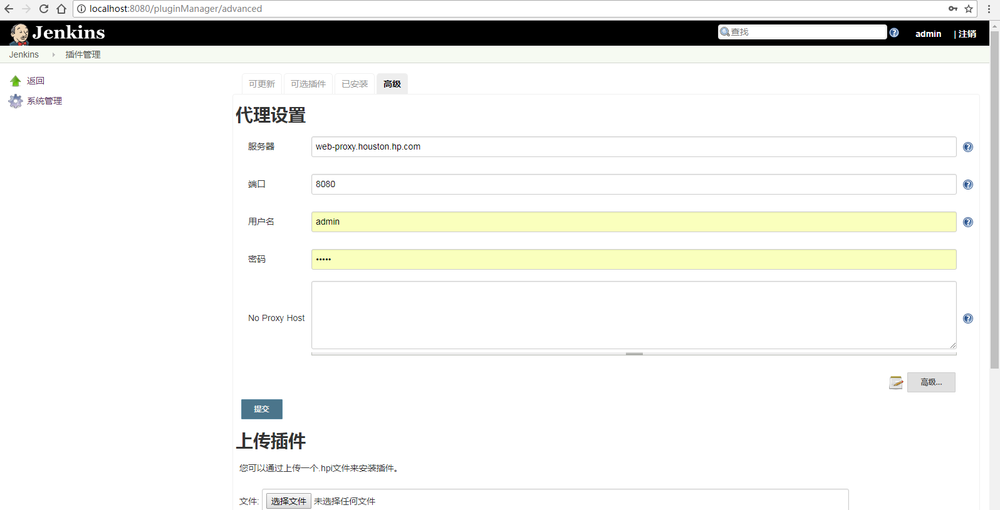 localhost:8080/pluginManager/advanced
Jenkins
查找
admin
| 注销
Jenkins
插件管理
返回
系统管理
可更新
可选插件
已安装
高级
代理设置
服务器
web-proxy.houston.hp.com
端口
8080
用户名
admin
密码
•••••
No Proxy Host
高级...
提交
上传插件
您可以通过上传一个.hpi文件来安装插件。
文件: 选择文件 未选择任何文件